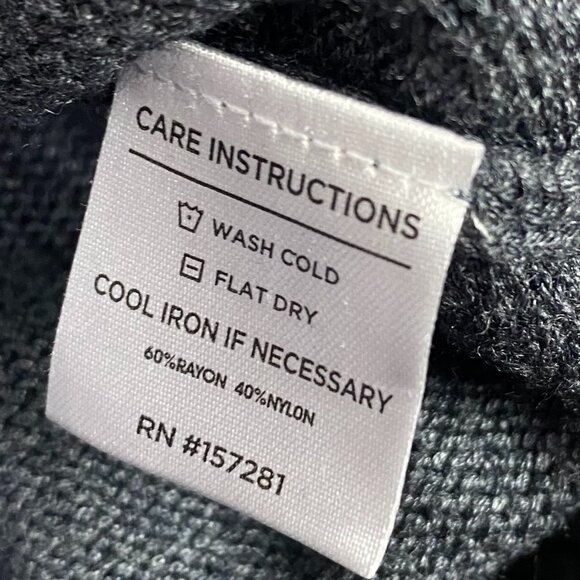 CARE INSTRUCTIONS
WASH COLD
FLAT DRY
COOL IRON IF NECESSARY
60%RAYON 40%NYLON
RN #157281